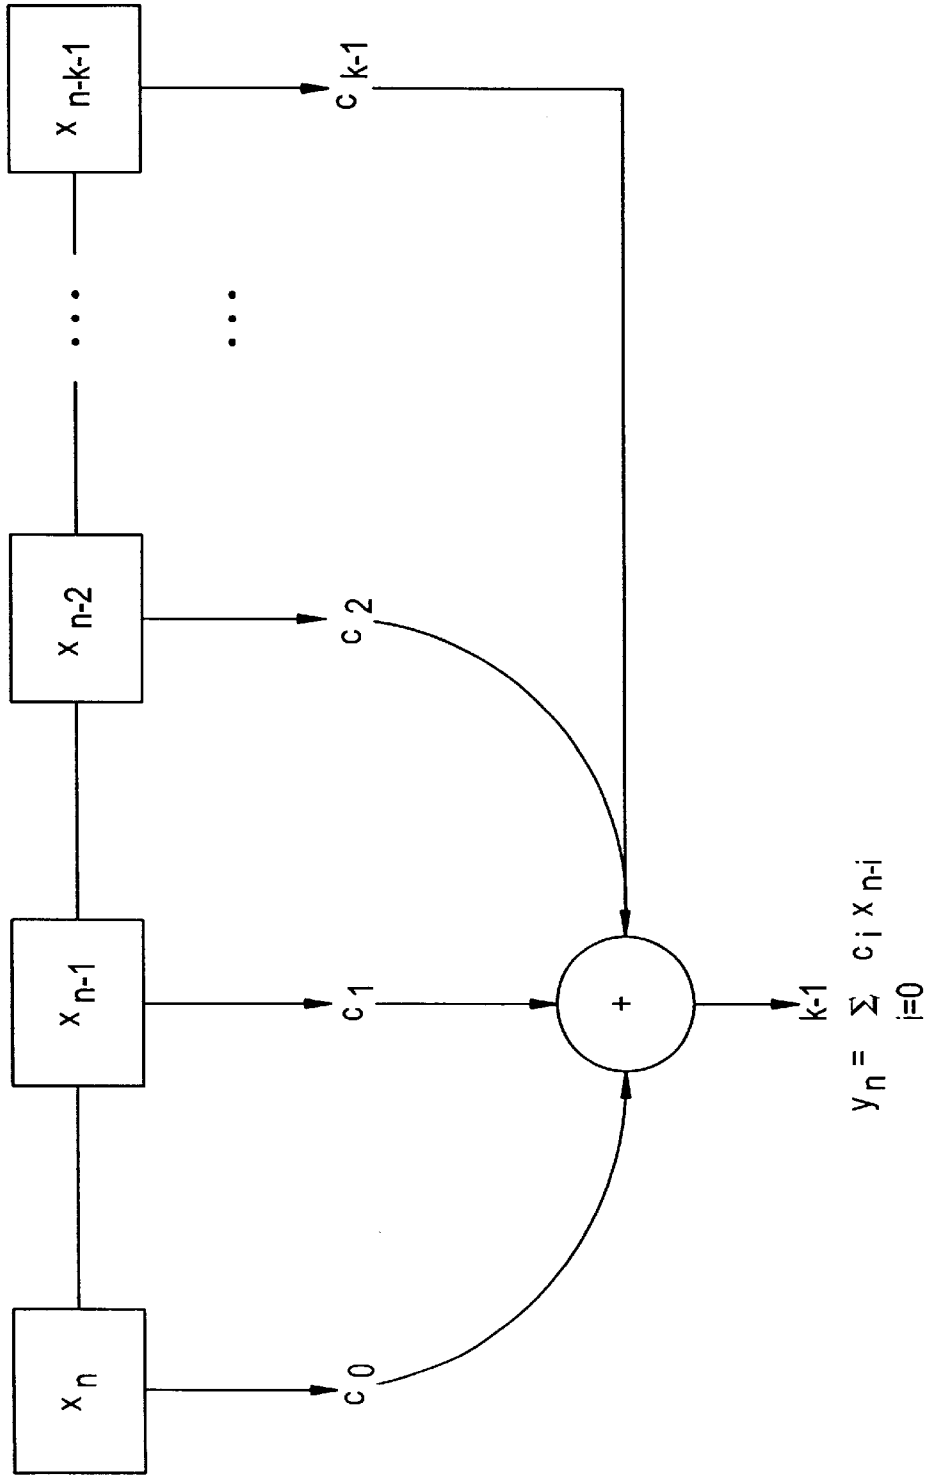 x n
x n-1
x n-2
...
x n-k-1
c 0
c 1
c 2
...
c k-1
+
k-1
y n = Σ c i x n-i
i=0